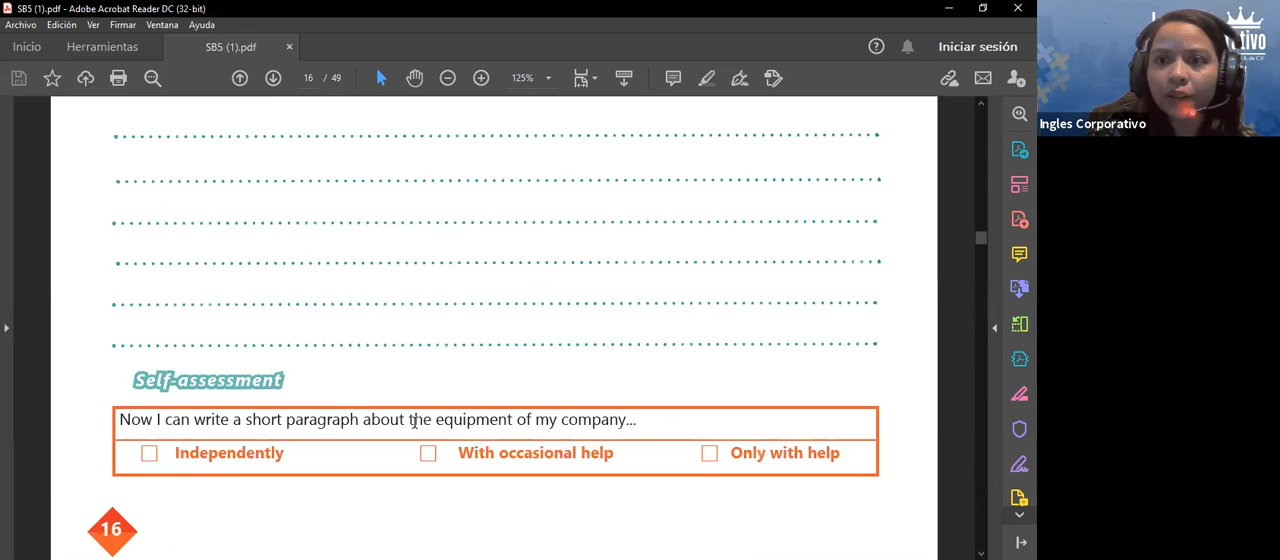 SB5 (1).pdf - Adobe Acrobat Reader DC (32-bit)
Archivo Edición Ver Firmar Ventana Ayuda
Inicio Herramientas SB5 (1).pdf × Iniciar sesión
16 / 49 125%
Ingles Corporativo
Self-assessment
Now I can write a short paragraph about the equipment of my company...
Independently With occasional help Only with help
16